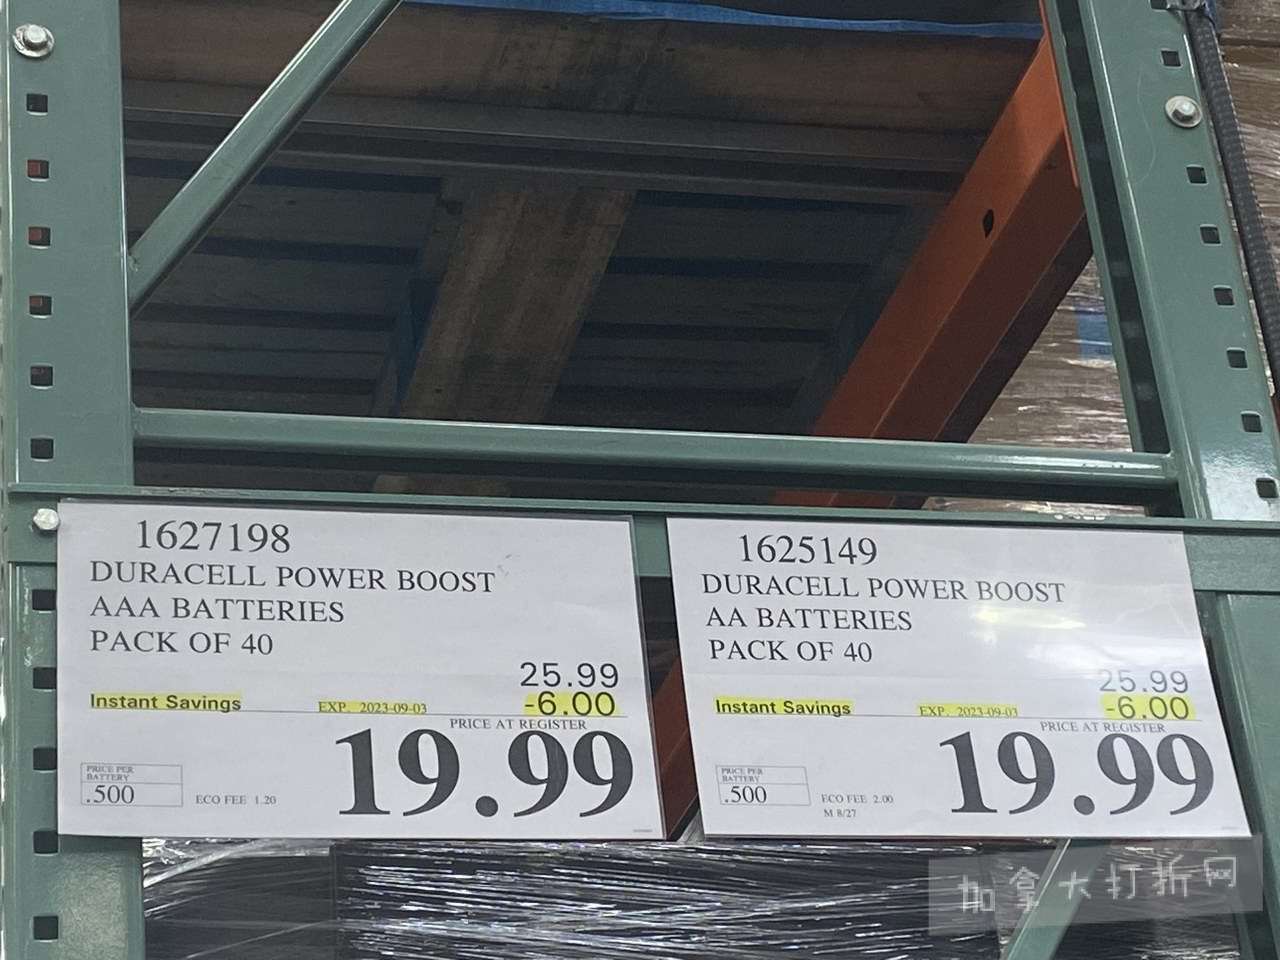 1627198
DURACELL POWER BOOST
AAA BATTERIES
PACK OF 40
25.99
Instant Savings EXP. 2023-09-03 -6.00
PRICE AT REGISTER
19.99
PRICE PER
BATTERY
.500
ECO FEE 1.20
1625149
DURACELL POWER BOOST
AA BATTERIES
PACK OF 40
25.99
Instant Savings EXP. 2023-09-03 -6.00
PRICE AT REGISTER
19.99
PRICE PER
BATTERY
.500
ECO FEE 2.00
M 8/27
加拿大打折网